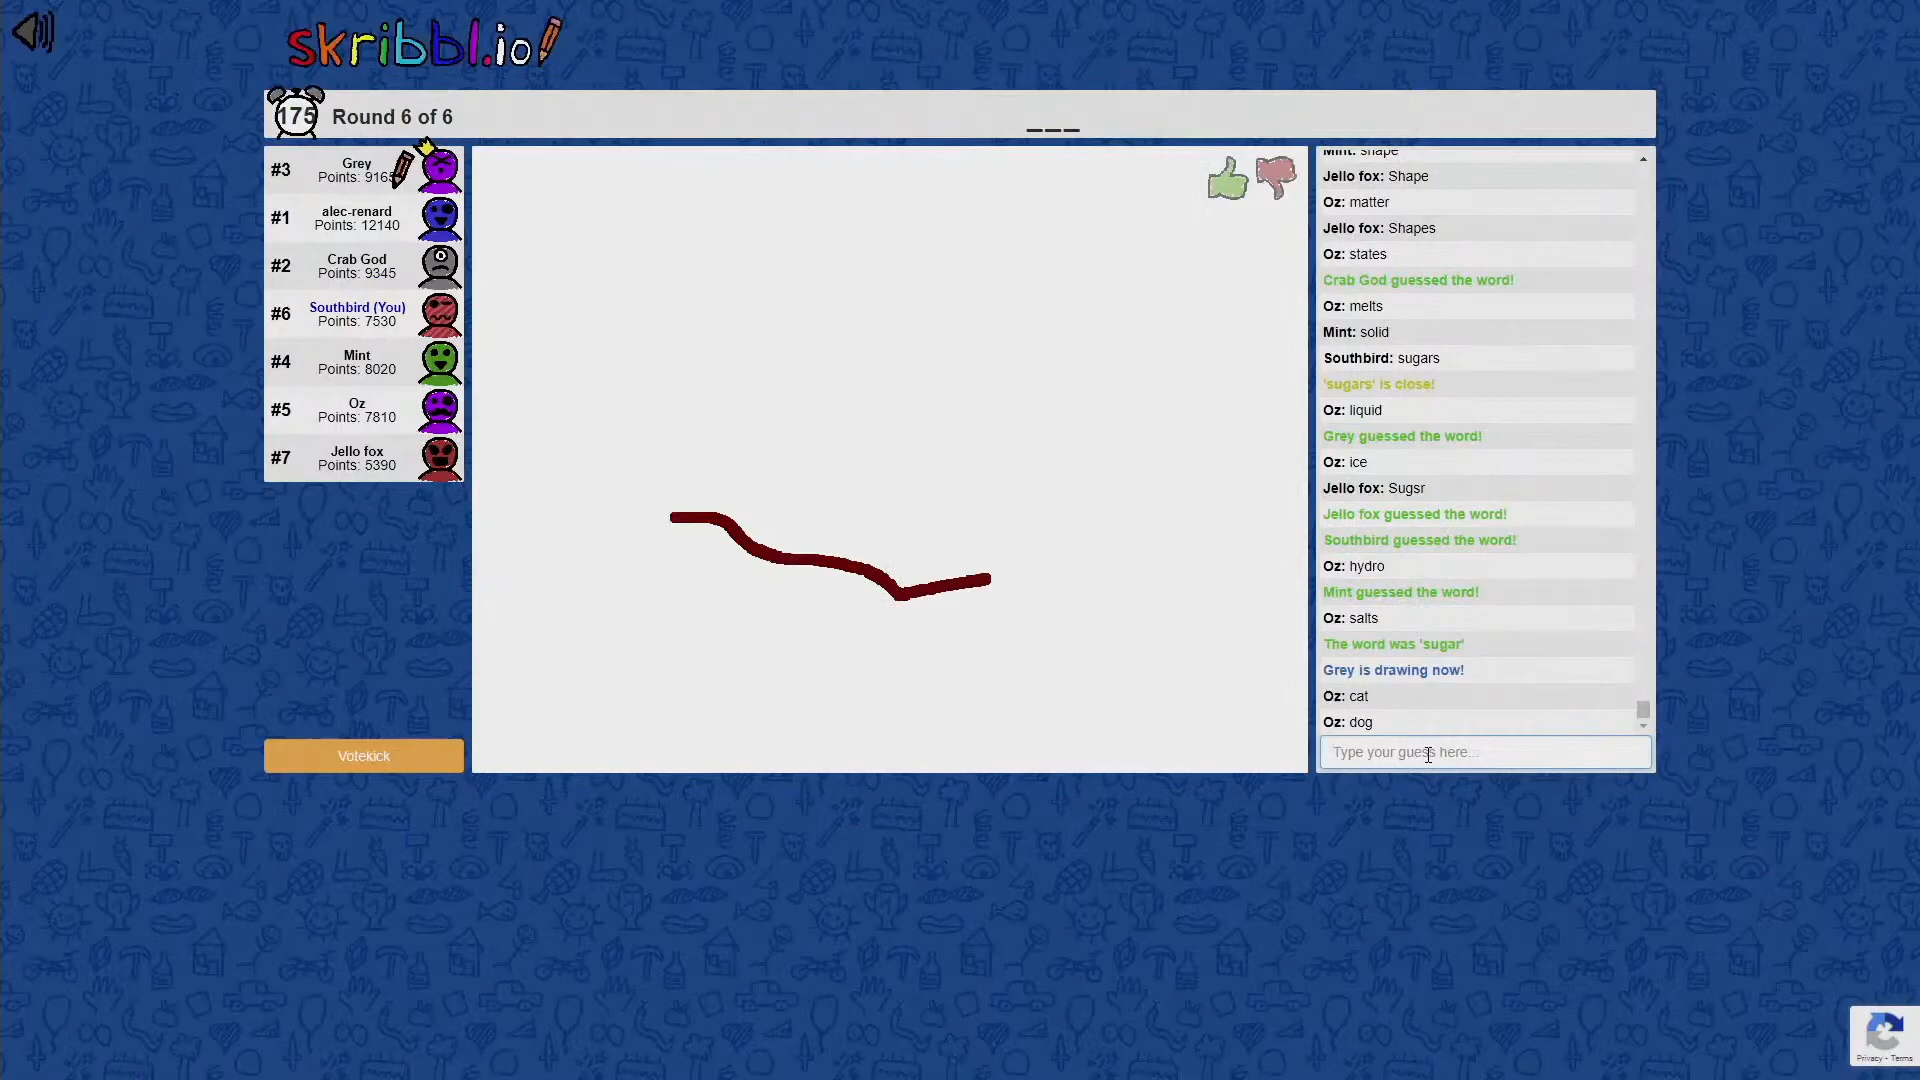 skribbl.io
175
Round 6 of 6
___
#3
Grey
Points: 9165
#1
alec-renard
Points: 12140
#2
Crab God
Points: 9345
#6
Southbird (You)
Points: 7530
#4
Mint
Points: 8020
#5
Oz
Points: 7810
#7
Jello fox
Points: 5390
Votekick
Mint: shape
Jello fox: Shape
Oz: matter
Jello fox: Shapes
Oz: states
Crab God guessed the word!
Oz: melts
Mint: solid
Southbird: sugars
'sugars' is close!
Oz: liquid
Grey guessed the word!
Oz: ice
Jello fox: Sugsr
Jello fox guessed the word!
Southbird guessed the word!
Oz: hydro
Mint guessed the word!
Oz: salts
The word was 'sugar'
Grey is drawing now!
Oz: cat
Oz: dog
Type your guess here...
Privacy - Terms